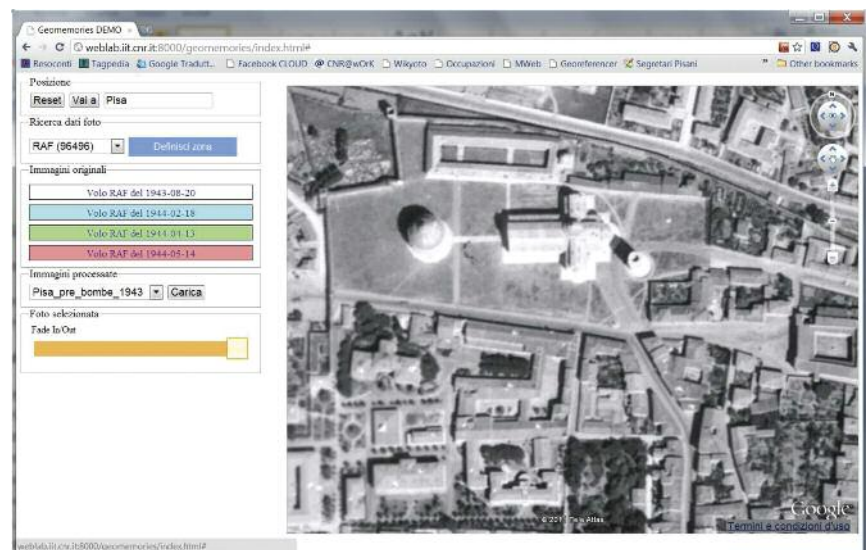 Geomemories DEMO
weblab.iit.cnr.it:8000/geomemories/index.html#
Resoconti Tagpedia Google Tradutt... Facebook CLOUD @ CNR@wOrK Wikyoto Occupazioni MWeb Georeferencer Segretari Pisani » Other bookmarks
Posizione
Reset Vai a Pisa
Ricerca dati foto
RAF (96496) Definisci zona
Immagini originali
Volo RAF del 1943-08-20
Volo RAF del 1944-02-18
Volo RAF del 1944-04-13
Volo RAF del 1944-05-14
Immagini processate
Pisa_pre_bombe_1943 Carica
Foto selezionata
Fade In/Out
Google
Termini e condizioni d'uso
weblab.iit.cnr.it:8000/geomemories/index.html#